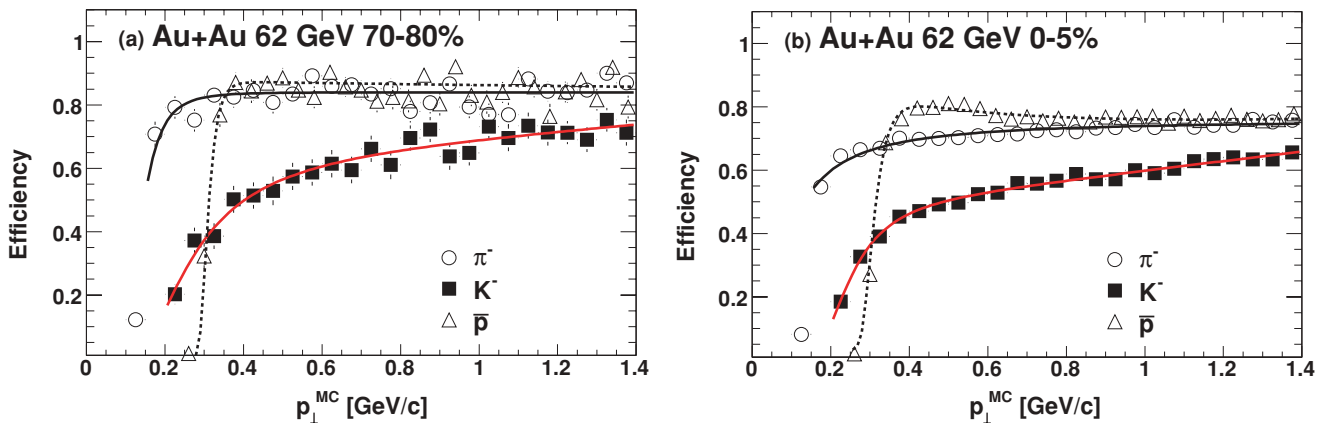 (a) Au+Au 62 GeV 70-80%
Efficiency
1
0.8
0.6
0.4
0.2
π⁻
K⁻
p̅
0 0.2 0.4 0.6 0.8 1 1.2 1.4
p⊥^MC [GeV/c]
(b) Au+Au 62 GeV 0-5%
Efficiency
1
0.8
0.6
0.4
0.2
π⁻
K⁻
p̅
0 0.2 0.4 0.6 0.8 1 1.2 1.4
p⊥^MC [GeV/c]